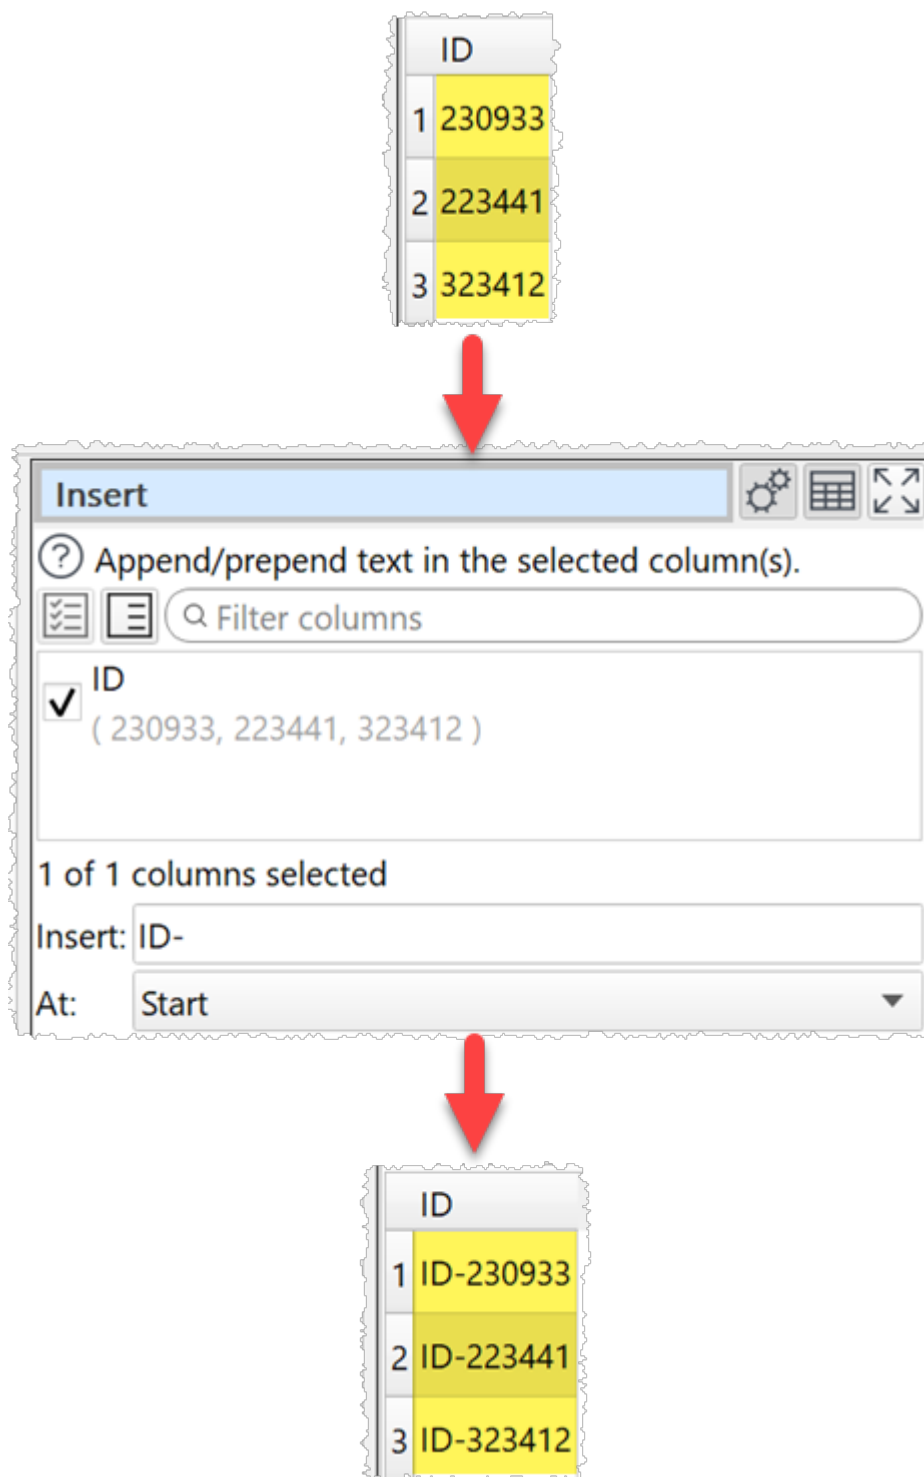 ID
1 230933
2 223441
3 323412
Insert
? Append/prepend text in the selected column(s).
Filter columns
ID
( 230933, 223441, 323412 )
1 of 1 columns selected
Insert: ID-
At: Start
ID
1 ID-230933
2 ID-223441
3 ID-323412